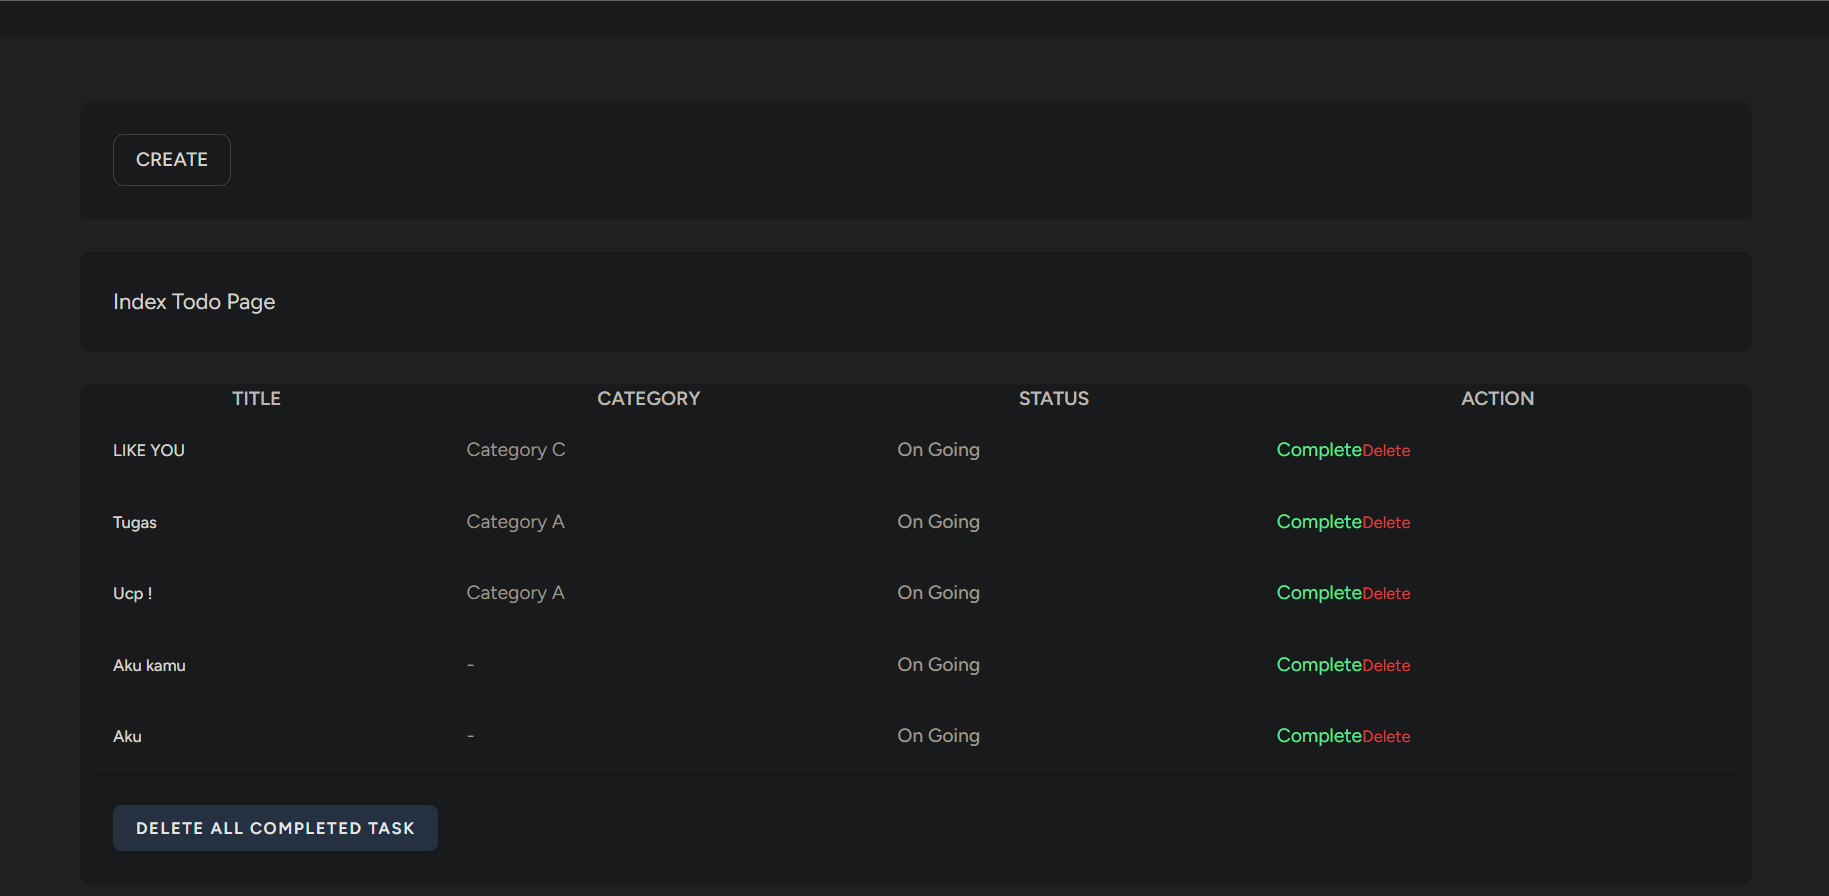 CREATE
Index Todo Page
TITLE CATEGORY STATUS ACTION
LIKE YOU Category C On Going CompleteDelete
Tugas Category A On Going CompleteDelete
Ucp ! Category A On Going CompleteDelete
Aku kamu - On Going CompleteDelete
Aku - On Going CompleteDelete
DELETE ALL COMPLETED TASK